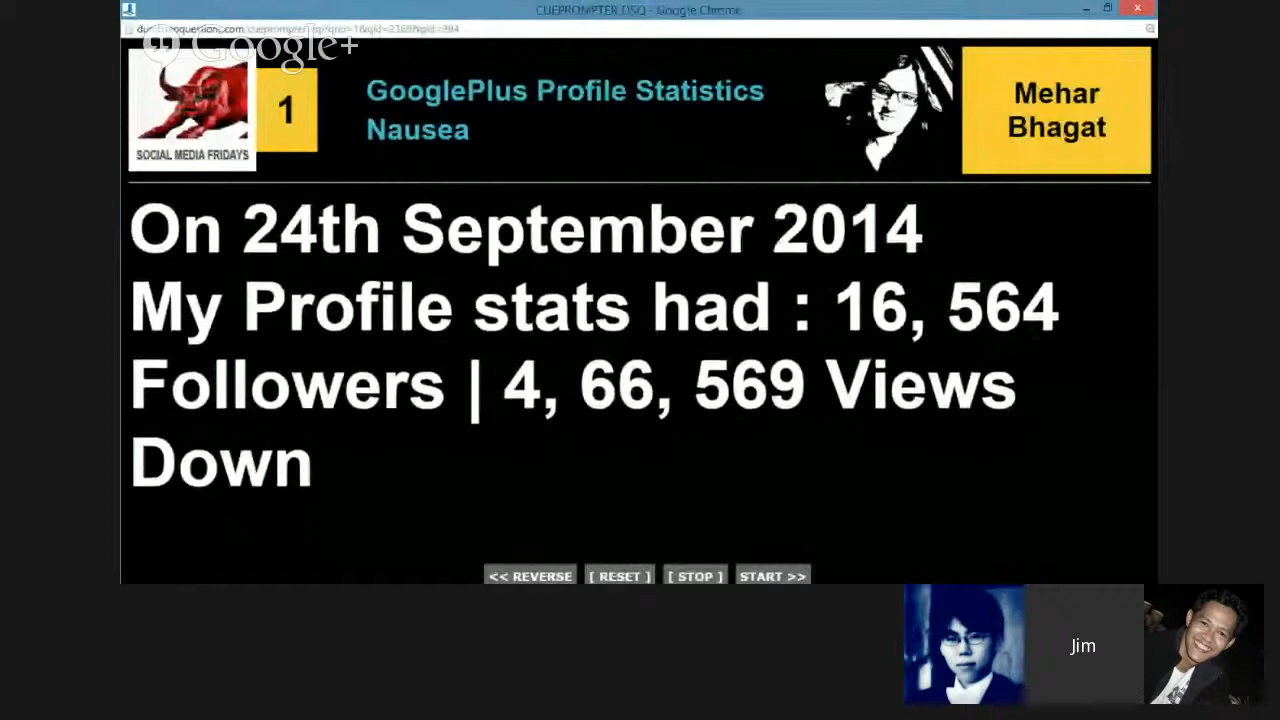 CUEPROMPTER DSQ - Google Chrome
Google+
SOCIAL MEDIA FRIDAYS
1
GooglePlus Profile Statistics
Nausea
Mehar
Bhagat
On 24th September 2014
My Profile stats had : 16, 564
Followers | 4, 66, 569 Views
Down
<< REVERSE
[ RESET ]
[ STOP ]
START >>
Jim